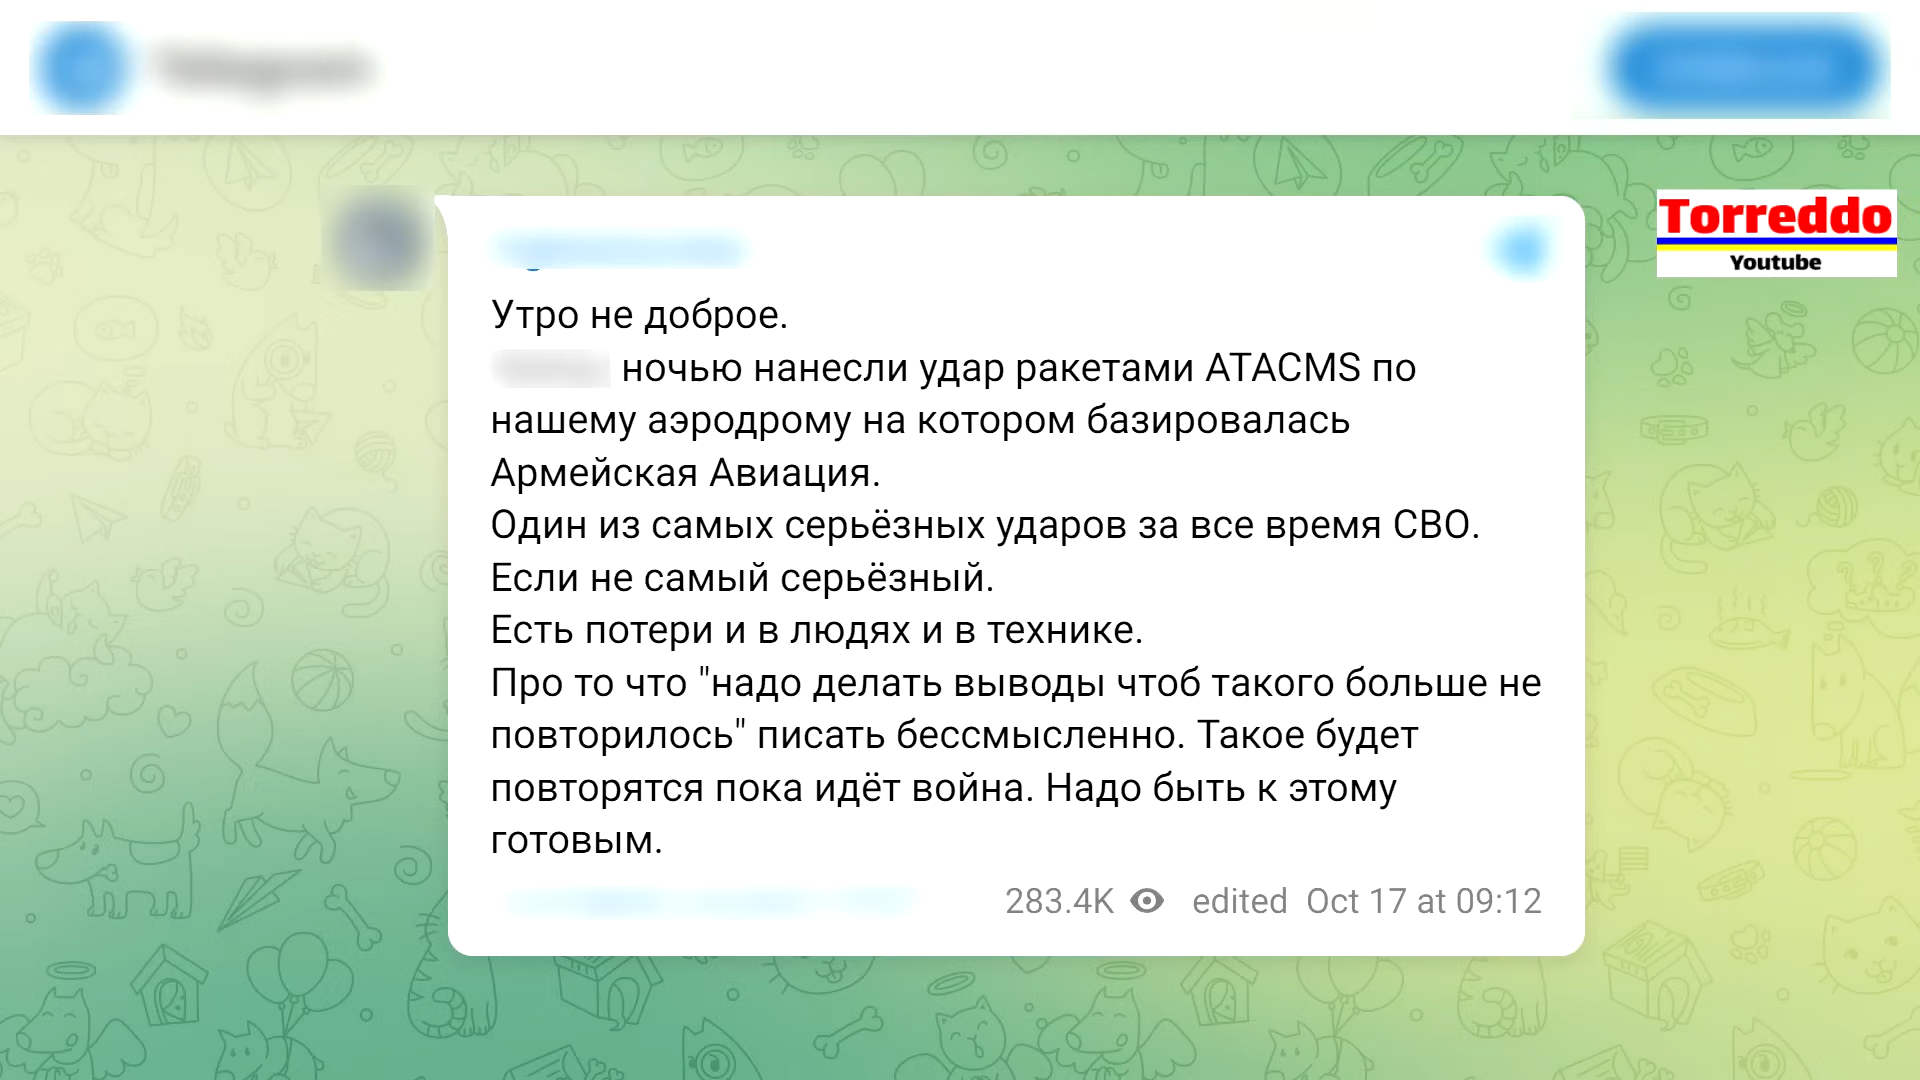 Torreddo
Youtube
Утро не доброе.
ночью нанесли удар ракетами ATACMS по
нашему аэродрому на котором базировалась
Армейская Авиация.
Один из самых серьёзных ударов за все время СВО.
Если не самый серьёзный.
Есть потери и в людях и в технике.
Про то что "надо делать выводы чтоб такого больше не
повторилось" писать бессмысленно. Такое будет
повторятся пока идёт война. Надо быть к этому
готовым.
283.4K edited Oct 17 at 09:12